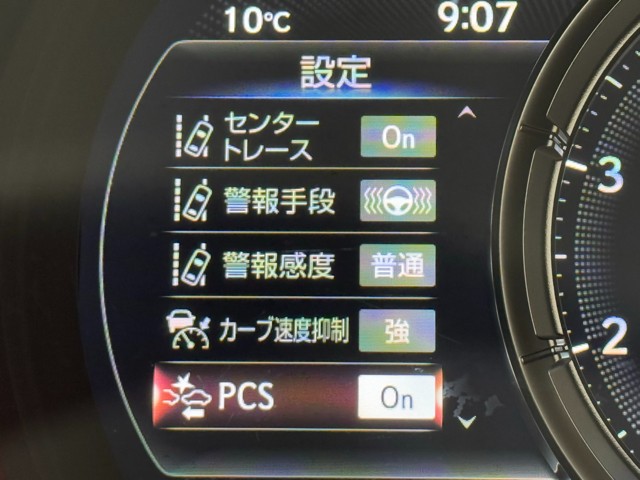 10℃ 9:07
設定
センター
トレース On
警報手段
警報感度 普通
カーブ速度抑制 強
PCS On
3
2